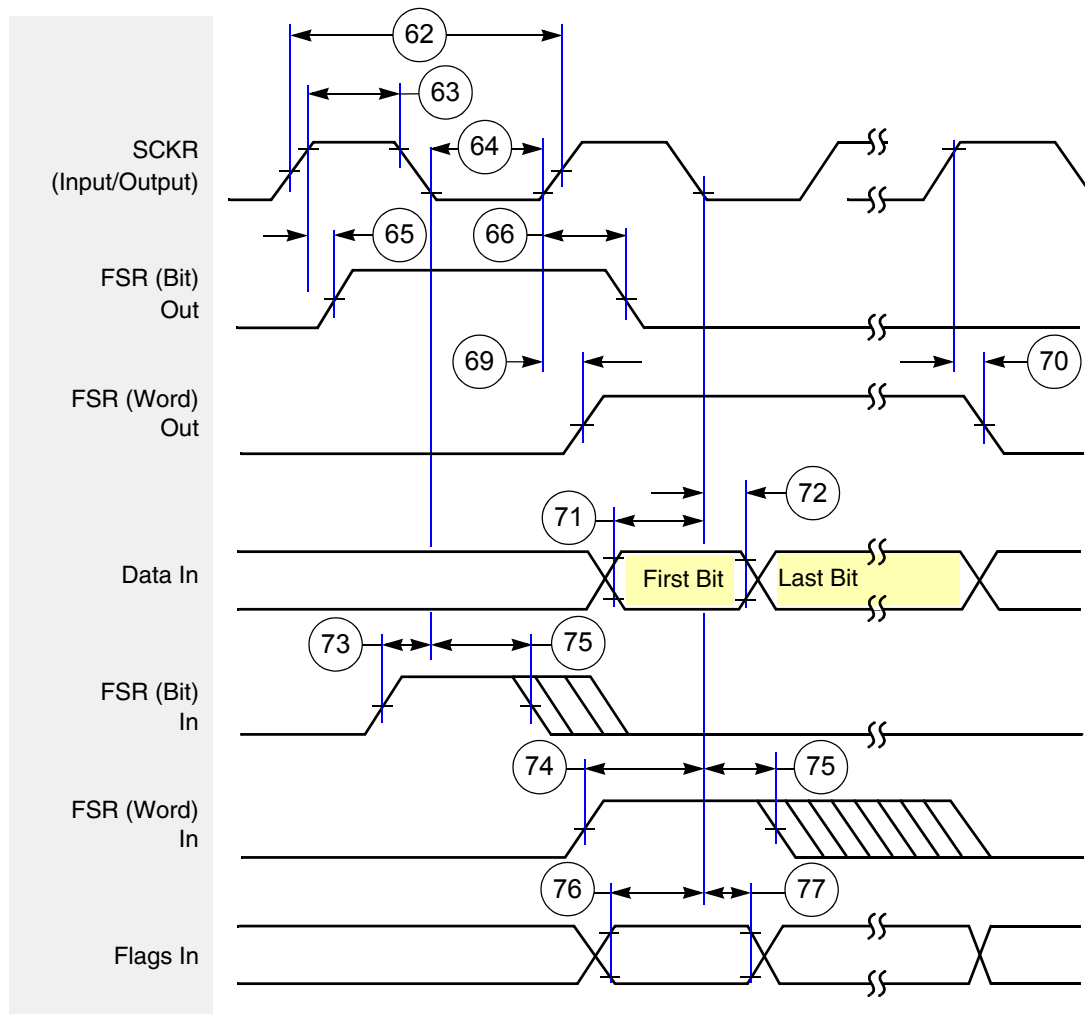 62
63
SCKR
(Input/Output)
64
65
66
FSR (Bit)
Out
69
70
FSR (Word)
Out
71
72
Data In
First Bit
Last Bit
73
75
FSR (Bit)
In
74
75
FSR (Word)
In
76
77
Flags In